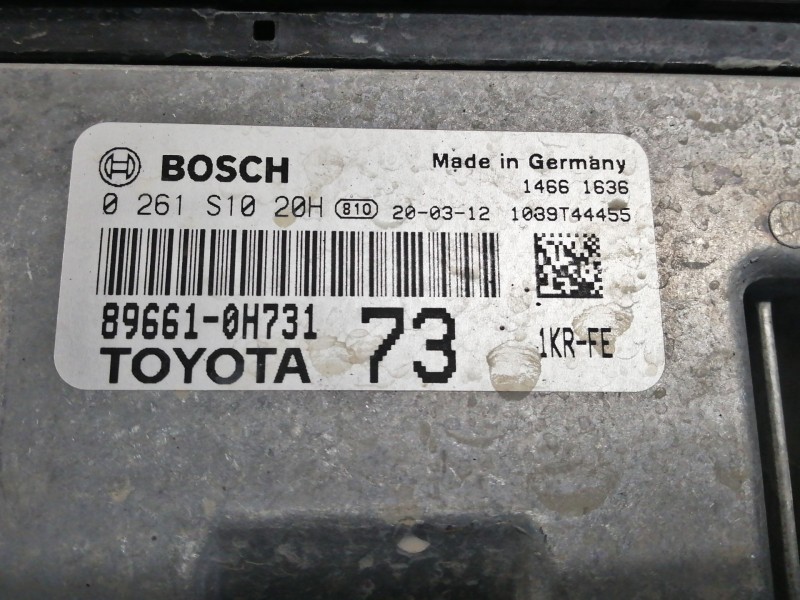 BOSCH Made in Germany
1466 1636
0 261 S10 20H 810 20-03-12 1039T44455
89661-0H731 73 1KR-FE
TOYOTA